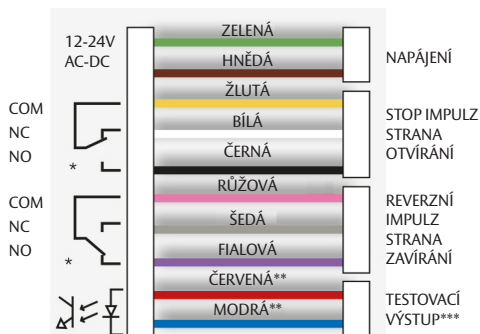 12-24V
AC-DC
COM
NC
NO
*
COM
NC
NO
*
ZELENÁ
HNĚDÁ
ŽLUTÁ
BÍLÁ
ČERNÁ
RŮŽOVÁ
ŠEDÁ
FIALOVÁ
ČERVENÁ**
MODRÁ**
NAPÁJENÍ
STOP IMPULZ
STRANA
OTVÍRÁNÍ
REVERZNÍ
IMPULZ
STRANA
ZAVÍRÁNÍ
TESTOVACÍ
VÝSTUP***